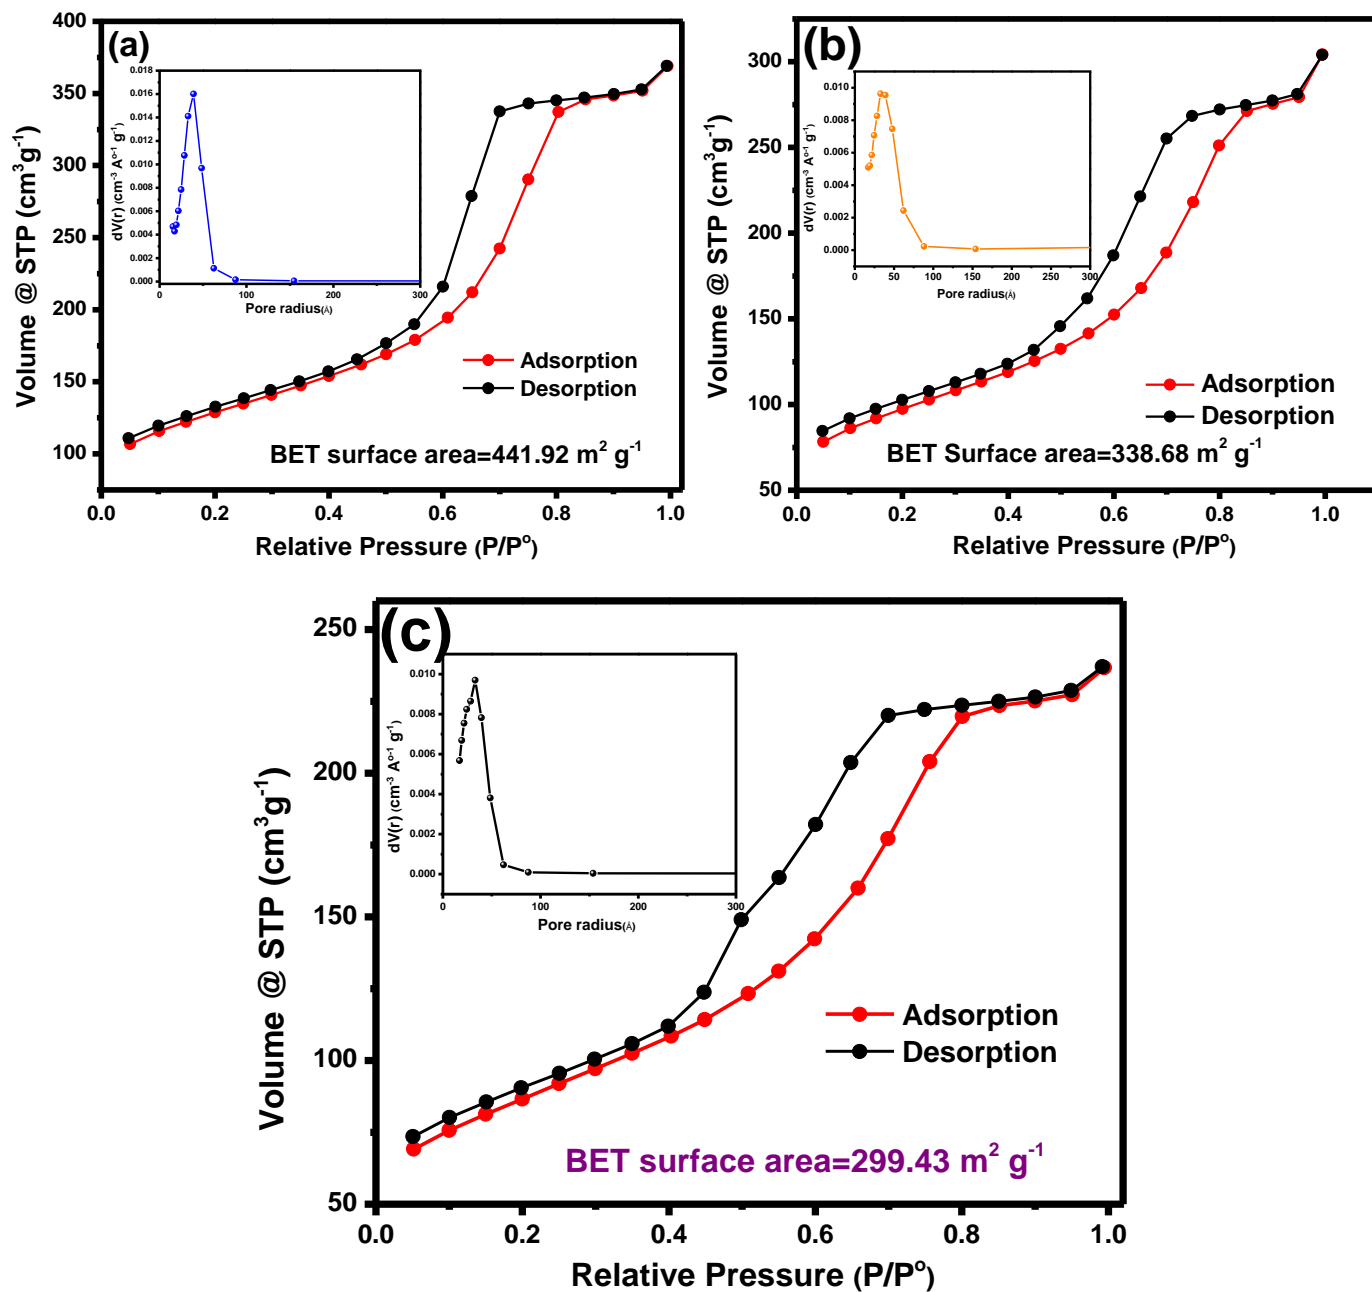 (a)
400
350
300
250
200
150
100
Volume @ STP (cm³g⁻¹)
0.0 0.2 0.4 0.6 0.8 1.0
Relative Pressure (P/Pº)
Adsorption
Desorption
BET surface area=441.92 m² g⁻¹
0.018
0.016
0.014
0.012
0.010
0.008
0.006
0.004
0.002
0.000
dV(r) (cm⁻³ Aº⁻¹ g⁻¹)
0 100 200 300
Pore radius(Å)
(b)
300
250
200
150
100
50
Volume @ STP (cm³g⁻¹)
0.0 0.2 0.4 0.6 0.8 1.0
Relative Pressure (P/Pº)
Adsorption
Desorption
BET Surface area=338.68 m² g⁻¹
0.010
0.008
0.006
0.004
0.002
0.000
dV(r) (cm⁻³ Aº⁻¹ g⁻¹)
0 50 100 150 200 250 300
Pore radius(Å)
(c)
250
200
150
100
50
Volume @ STP (cm³g⁻¹)
0.0 0.2 0.4 0.6 0.8 1.0
Relative Pressure (P/Pº)
Adsorption
Desorption
BET surface area=299.43 m² g⁻¹
0.010
0.008
0.006
0.004
0.002
0.000
dV(r) (cm⁻³ Aº⁻¹ g⁻¹)
0 100 200 300
Pore radius(Å)